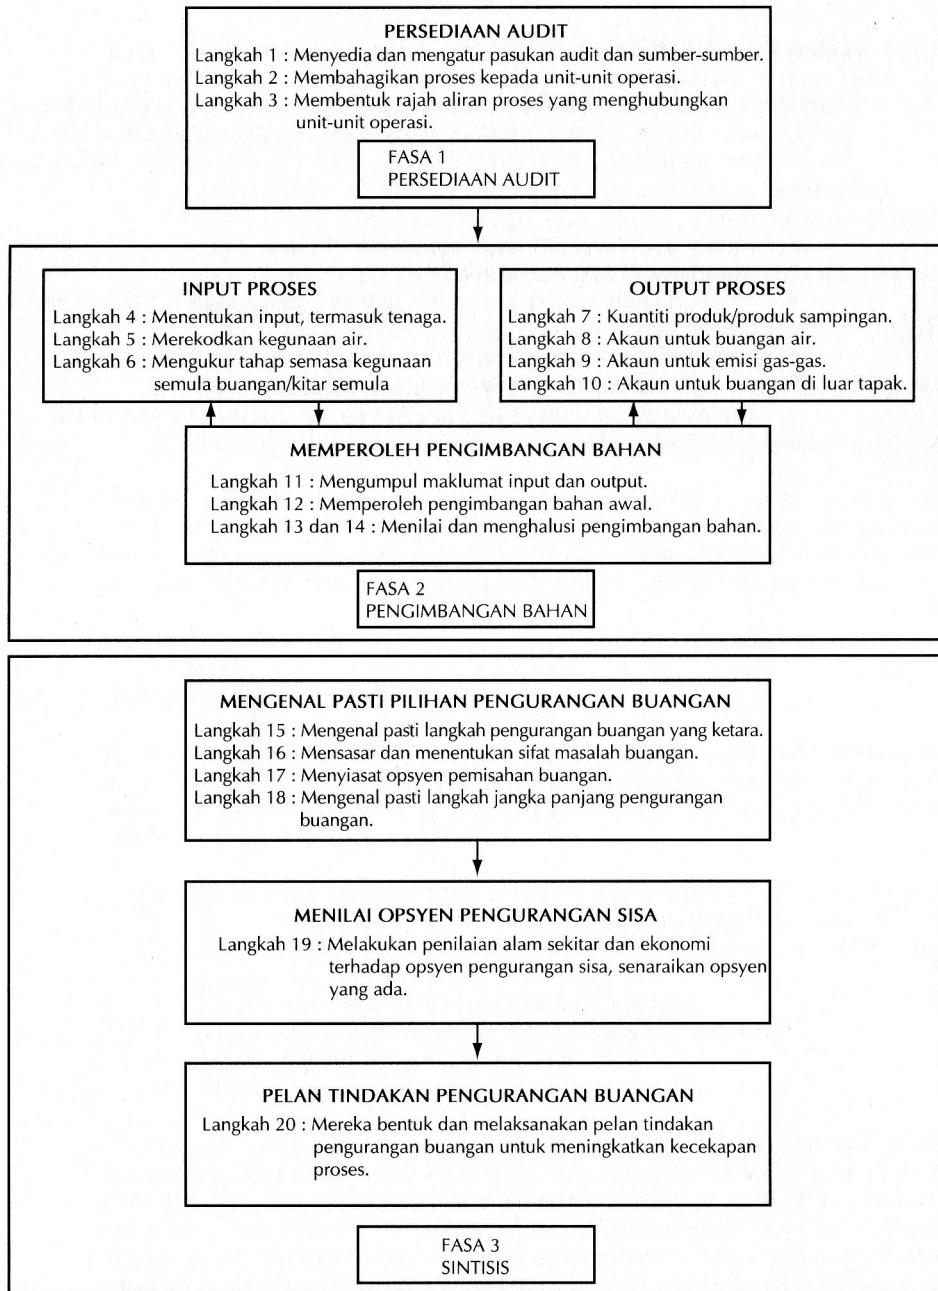 PERSEDIAAN AUDIT
Langkah 1 : Menyedia dan mengatur pasukan audit dan sumber-sumber.
Langkah 2 : Membahagikan proses kepada unit-unit operasi.
Langkah 3 : Membentuk rajah aliran proses yang menghubungkan
unit-unit operasi.
FASA 1
PERSEDIAAN AUDIT
INPUT PROSES
Langkah 4 : Menentukan input, termasuk tenaga.
Langkah 5 : Merekodkan kegunaan air.
Langkah 6 : Mengukur tahap semasa kegunaan
semula buangan/kitar semula
OUTPUT PROSES
Langkah 7 : Kuantiti produk/produk sampingan.
Langkah 8 : Akaun untuk buangan air.
Langkah 9 : Akaun untuk emisi gas-gas.
Langkah 10 : Akaun untuk buangan di luar tapak.
MEMPEROLEH PENGIMBANGAN BAHAN
Langkah 11 : Mengumpul maklumat input dan output.
Langkah 12 : Memperoleh pengimbangan bahan awal.
Langkah 13 dan 14 : Menilai dan menghalusi pengimbangan bahan.
FASA 2
PENGIMBANGAN BAHAN
MENGENAL PASTI PILIHAN PENGURANGAN BUANGAN
Langkah 15 : Mengenal pasti langkah pengurangan buangan yang ketara.
Langkah 16 : Mensasar dan menentukan sifat masalah buangan.
Langkah 17 : Menyiasat opsyen pemisahan buangan.
Langkah 18 : Mengenal pasti langkah jangka panjang pengurangan
buangan.
MENILAI OPSYEN PENGURANGAN SISA
Langkah 19 : Melakukan penilaian alam sekitar dan ekonomi
terhadap opsyen pengurangan sisa, senaraikan opsyen
yang ada.
PELAN TINDAKAN PENGURANGAN BUANGAN
Langkah 20 : Mereka bentuk dan melaksanakan pelan tindakan
pengurangan buangan untuk meningkatkan kecekapan
proses.
FASA 3
SINTISIS